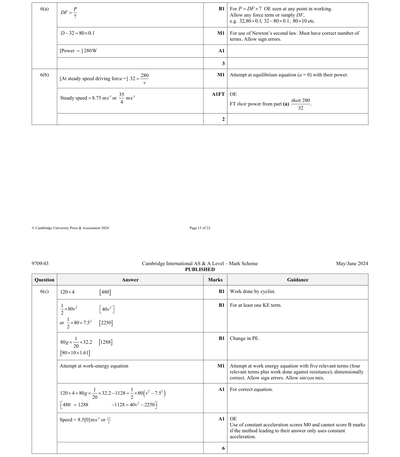 6(a)
DF = P/7
B1
For P = DF × 7 OE seen at any point in working.
Allow any force term or simply DF,
e.g. 32,80×0.1, 32−80×0.1, 80×10 etc.
D − 32 = 80×0.1
M1
For use of Newton's second law. Must have correct number of
terms. Allow sign errors.
[Power = ] 280W
A1
3
6(b)
[At steady speed driving force =] 32 = 280/v
M1
Attempt at equilibrium equation (a = 0) with their power.
Steady speed = 8.75 ms⁻¹ or 35/4 ms⁻¹
A1FT
OE
FT their power from part (a) their 280/32.
2
© Cambridge University Press & Assessment 2024
Page 15 of 22
9709/43
Cambridge International AS & A Level – Mark Scheme
PUBLISHED
May/June 2024
Question
Answer
Marks
Guidance
6(c)
120×4 [480]
B1
Work done by cyclist.
1/2 ×80v² [40v²]
or 1/2 ×80×7.5² [2250]
B1
For at least one KE term.
80g × 1/20 ×32.2 [1288]
[80×10×1.61]
B1
Change in PE.
Attempt at work-energy equation
M1
Attempt at work energy equation with five relevant terms (four
relevant terms plus work done against resistance); dimensionally
correct. Allow sign errors. Allow sin/cos mix.
120×4 + 80g × 1/20 ×32.2 −1128 = 1/2 ×80(v² − 7.5²)
[480 +1288 −1128 = 40v² − 2250]
A1
For correct equation.
Speed = 8.5[0] ms⁻¹ or 17/2
A1
OE
Use of constant acceleration scores M0 and cannot score B marks
if the method leading to their answer only uses constant
acceleration.
6